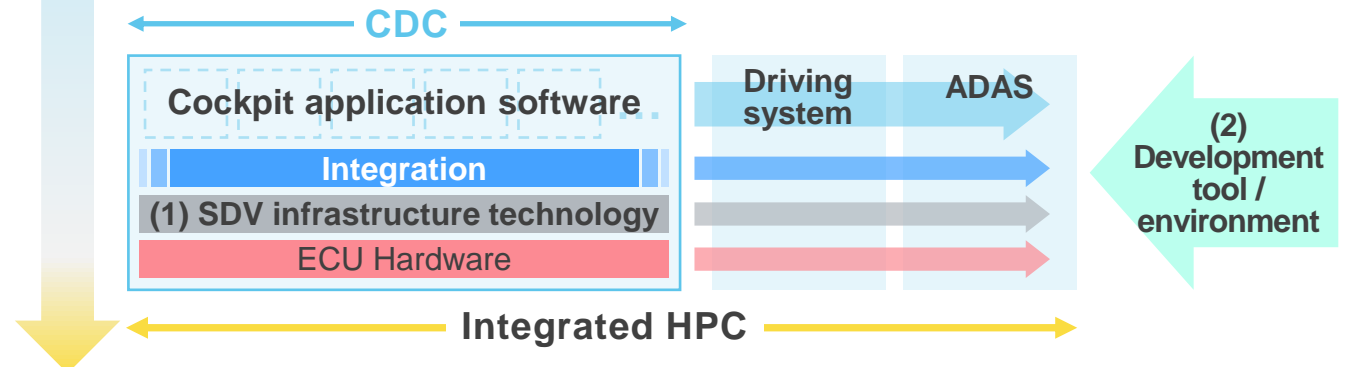 CDC
Cockpit application software
...
Driving
system
ADAS
Integration
(1) SDV infrastructure technology
ECU Hardware
(2)
Development
tool /
environment
Integrated HPC